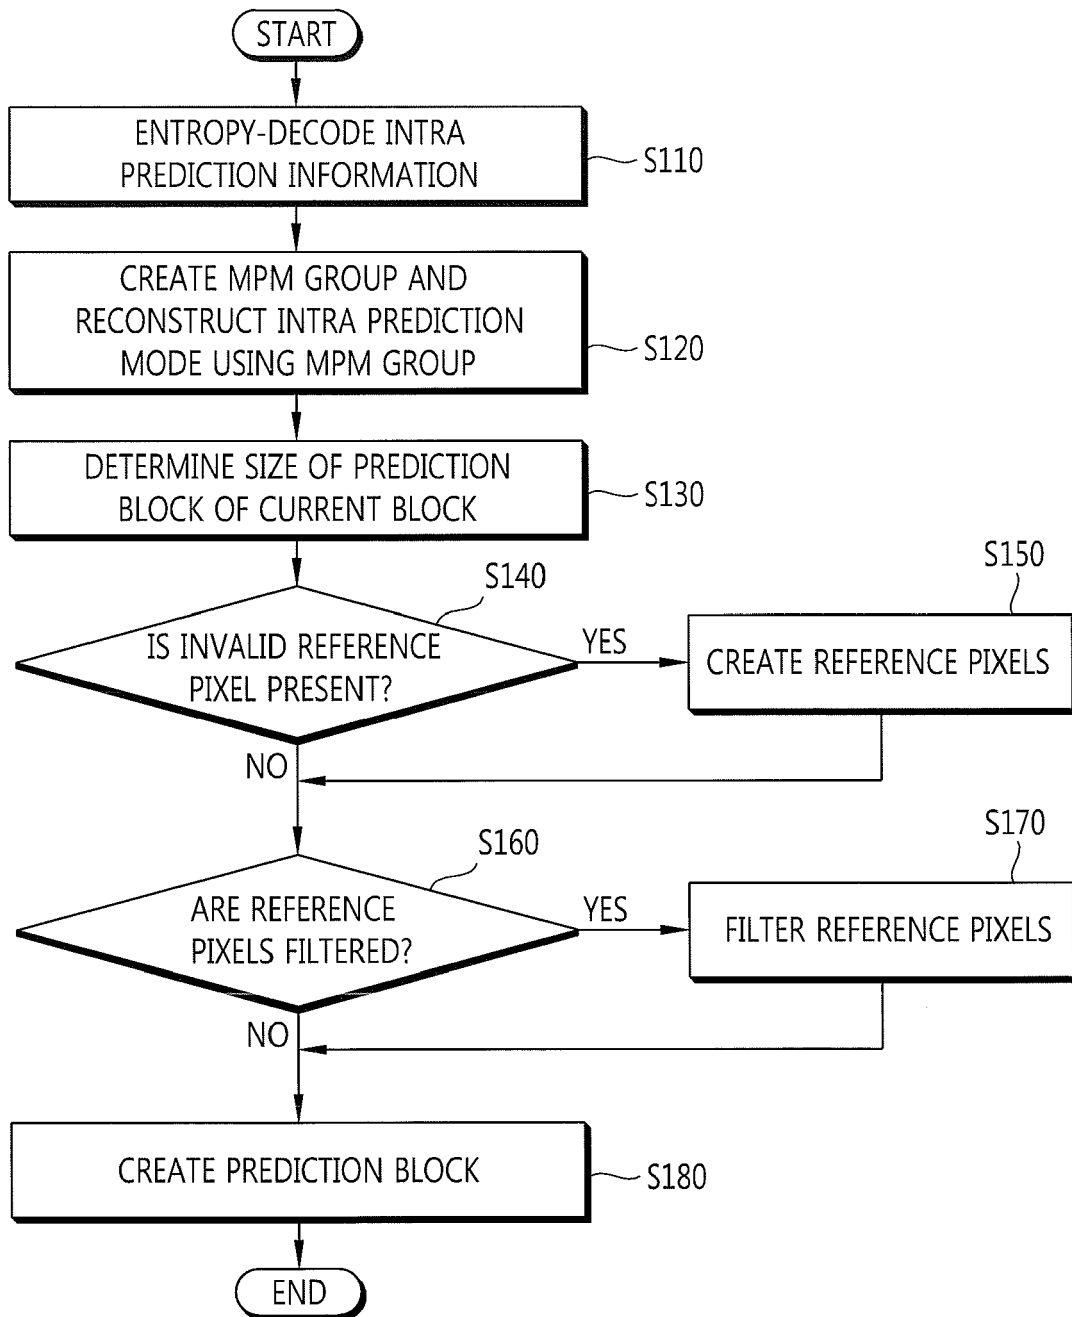 START
ENTROPY-DECODE INTRA
PREDICTION INFORMATION
S110
CREATE MPM GROUP AND
RECONSTRUCT INTRA PREDICTION
MODE USING MPM GROUP
S120
DETERMINE SIZE OF PREDICTION
BLOCK OF CURRENT BLOCK
S130
S140
IS INVALID REFERENCE
PIXEL PRESENT?
YES
S150
CREATE REFERENCE PIXELS
NO
S160
ARE REFERENCE
PIXELS FILTERED?
YES
S170
FILTER REFERENCE PIXELS
NO
CREATE PREDICTION BLOCK
S180
END